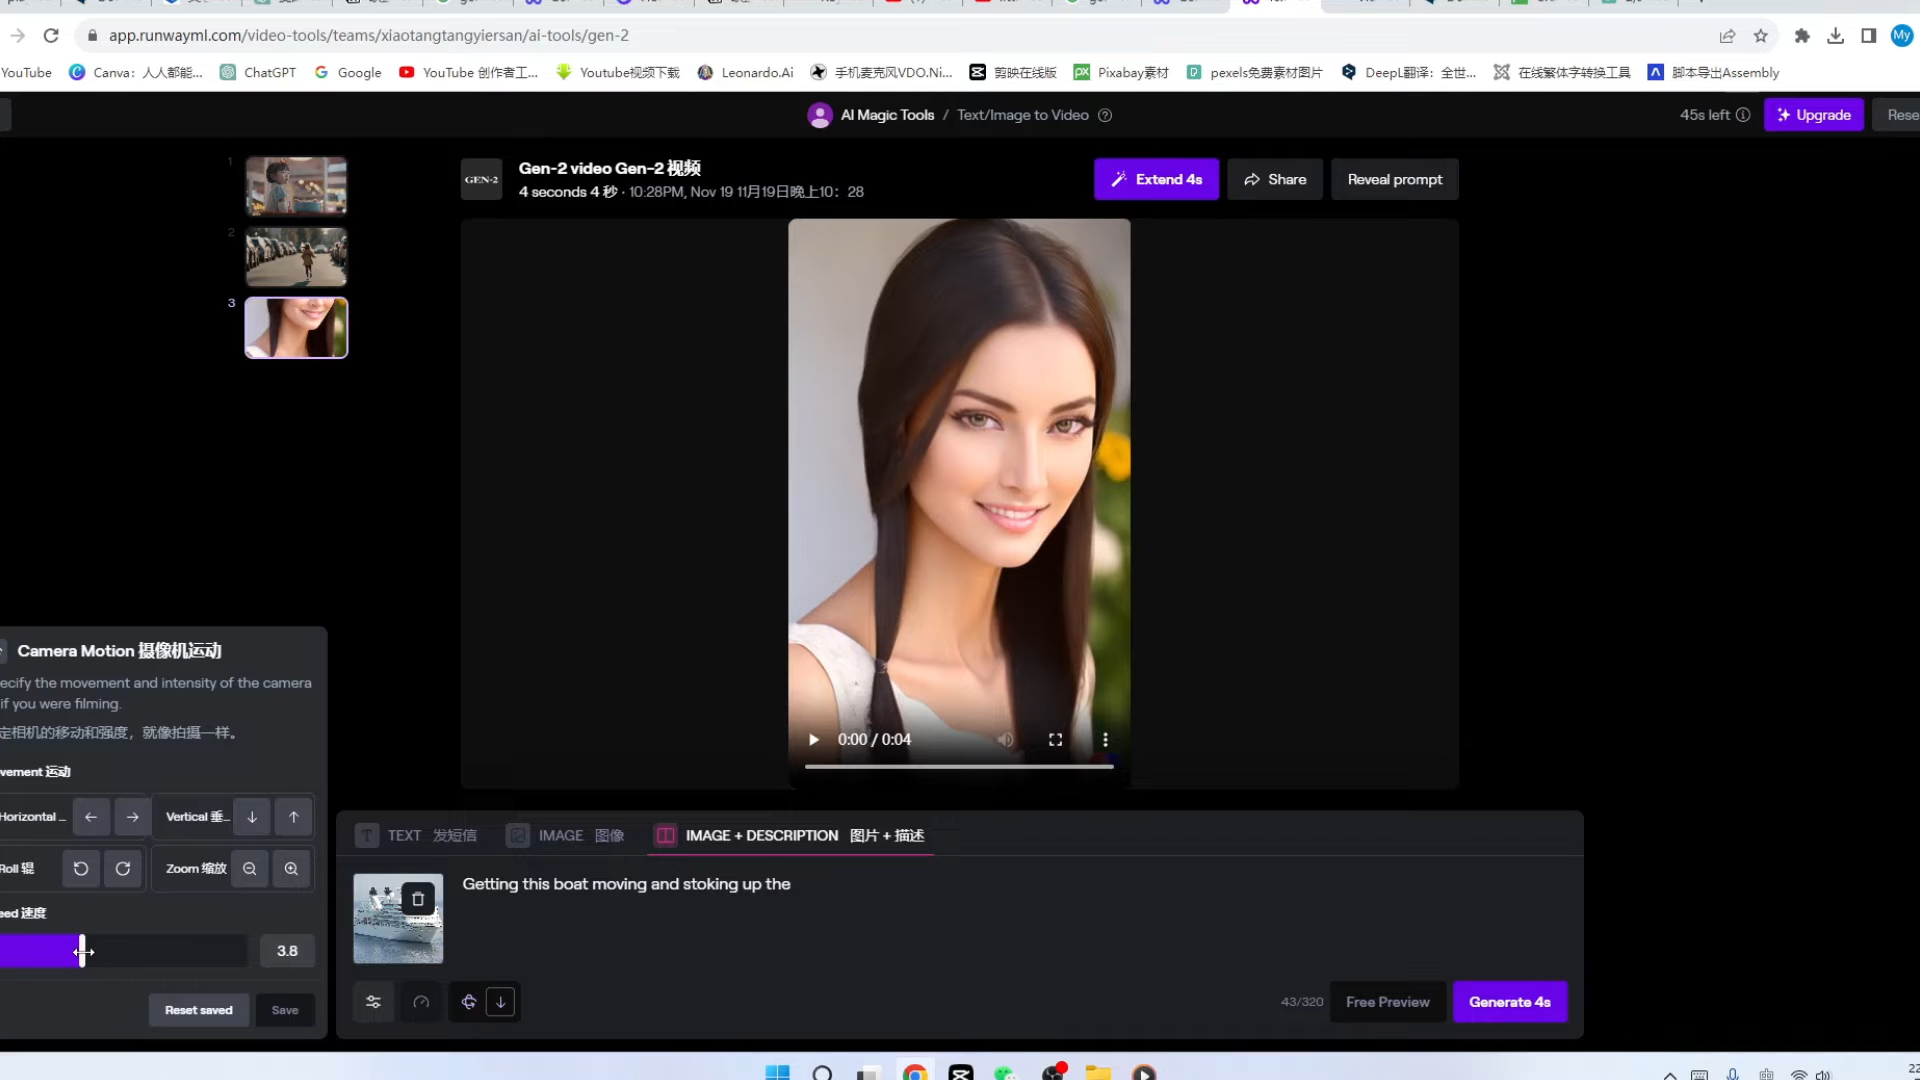 app.runwayml.com/video-tools/teams/xiaotangtangyiersan/ai-tools/gen-2
My
YouTube
Canva：人人都能...
ChatGPT
Google
YouTube 创作者工...
Youtube视频下载
Leonardo.Ai
手机麦克风VDO.Ni...
剪映在线版
Pixabay素材
pexels免费素材图片
DeepL翻译：全世...
在线繁体字转换工具
脚本导出Assembly
AI Magic Tools / Text/Image to Video
45s left
Upgrade
Rese
1
2
3
GEN-2
Gen-2 video Gen-2 视频
4 seconds 4 秒 · 10:28PM, Nov 19 11月19日晚上10：28
Extend 4s
Share
Reveal prompt
0:00 / 0:04
Camera Motion 摄像机运动
ecify the movement and intensity of the camera
if you were filming.
定相机的移动和强度，就像拍摄一样。
vement 运动
Horizontal ...
Vertical 垂...
Roll 辊
Zoom 缩放
eed 速度
3.8
Reset saved
Save
TEXT 发短信
IMAGE 图像
IMAGE + DESCRIPTION 图片 + 描述
Getting this boat moving and stoking up the
43/320
Free Preview
Generate 4s
22